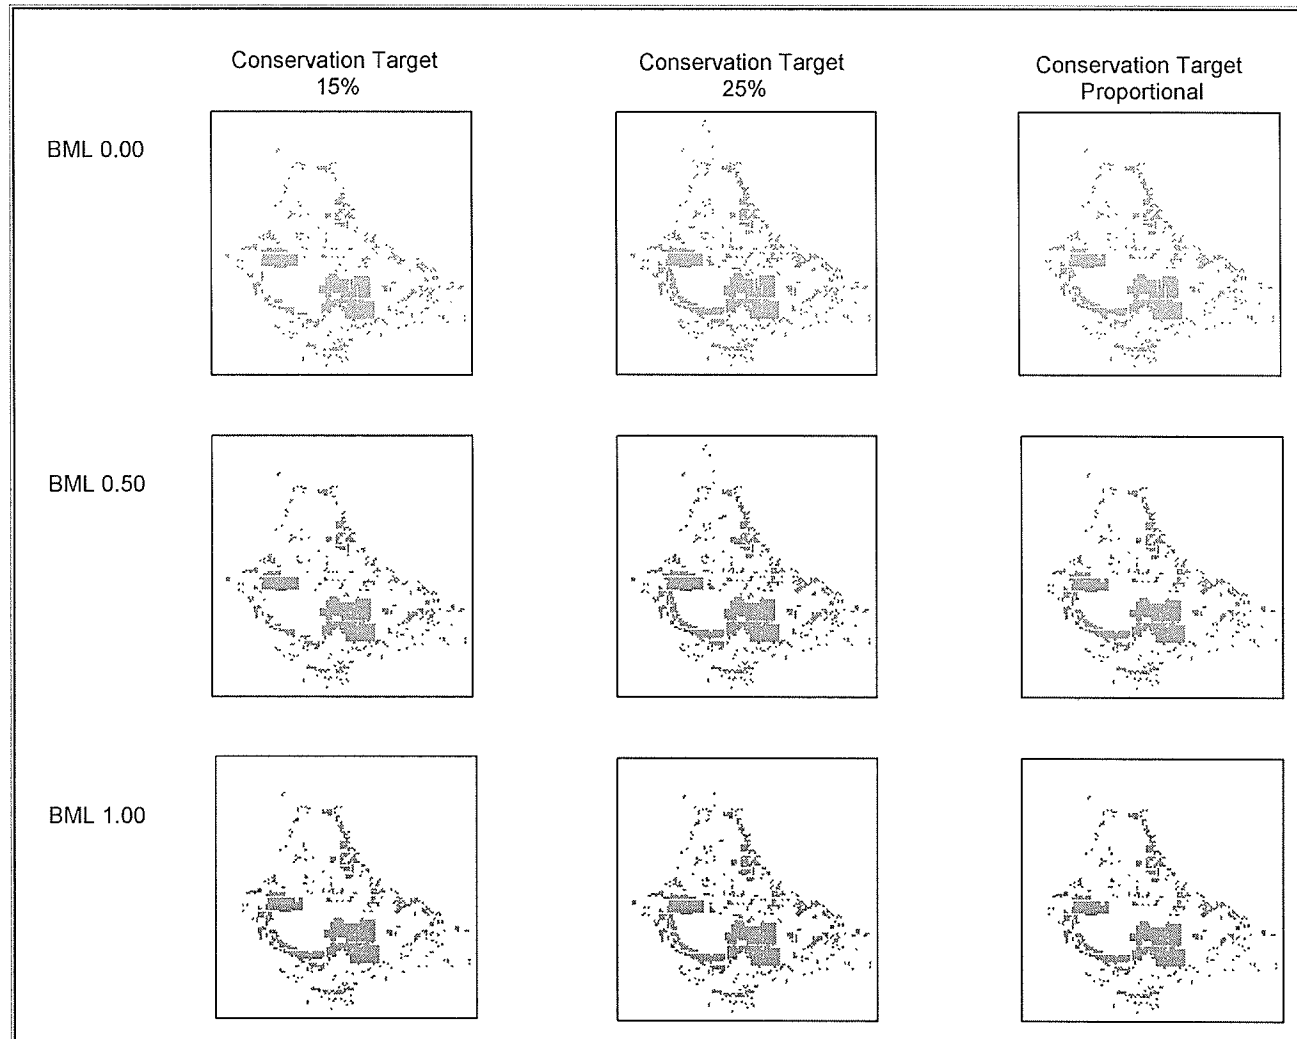 Conservation Target
15%
Conservation Target
25%
Conservation Target
Proportional
BML 0.00
BML 0.50
BML 1.00